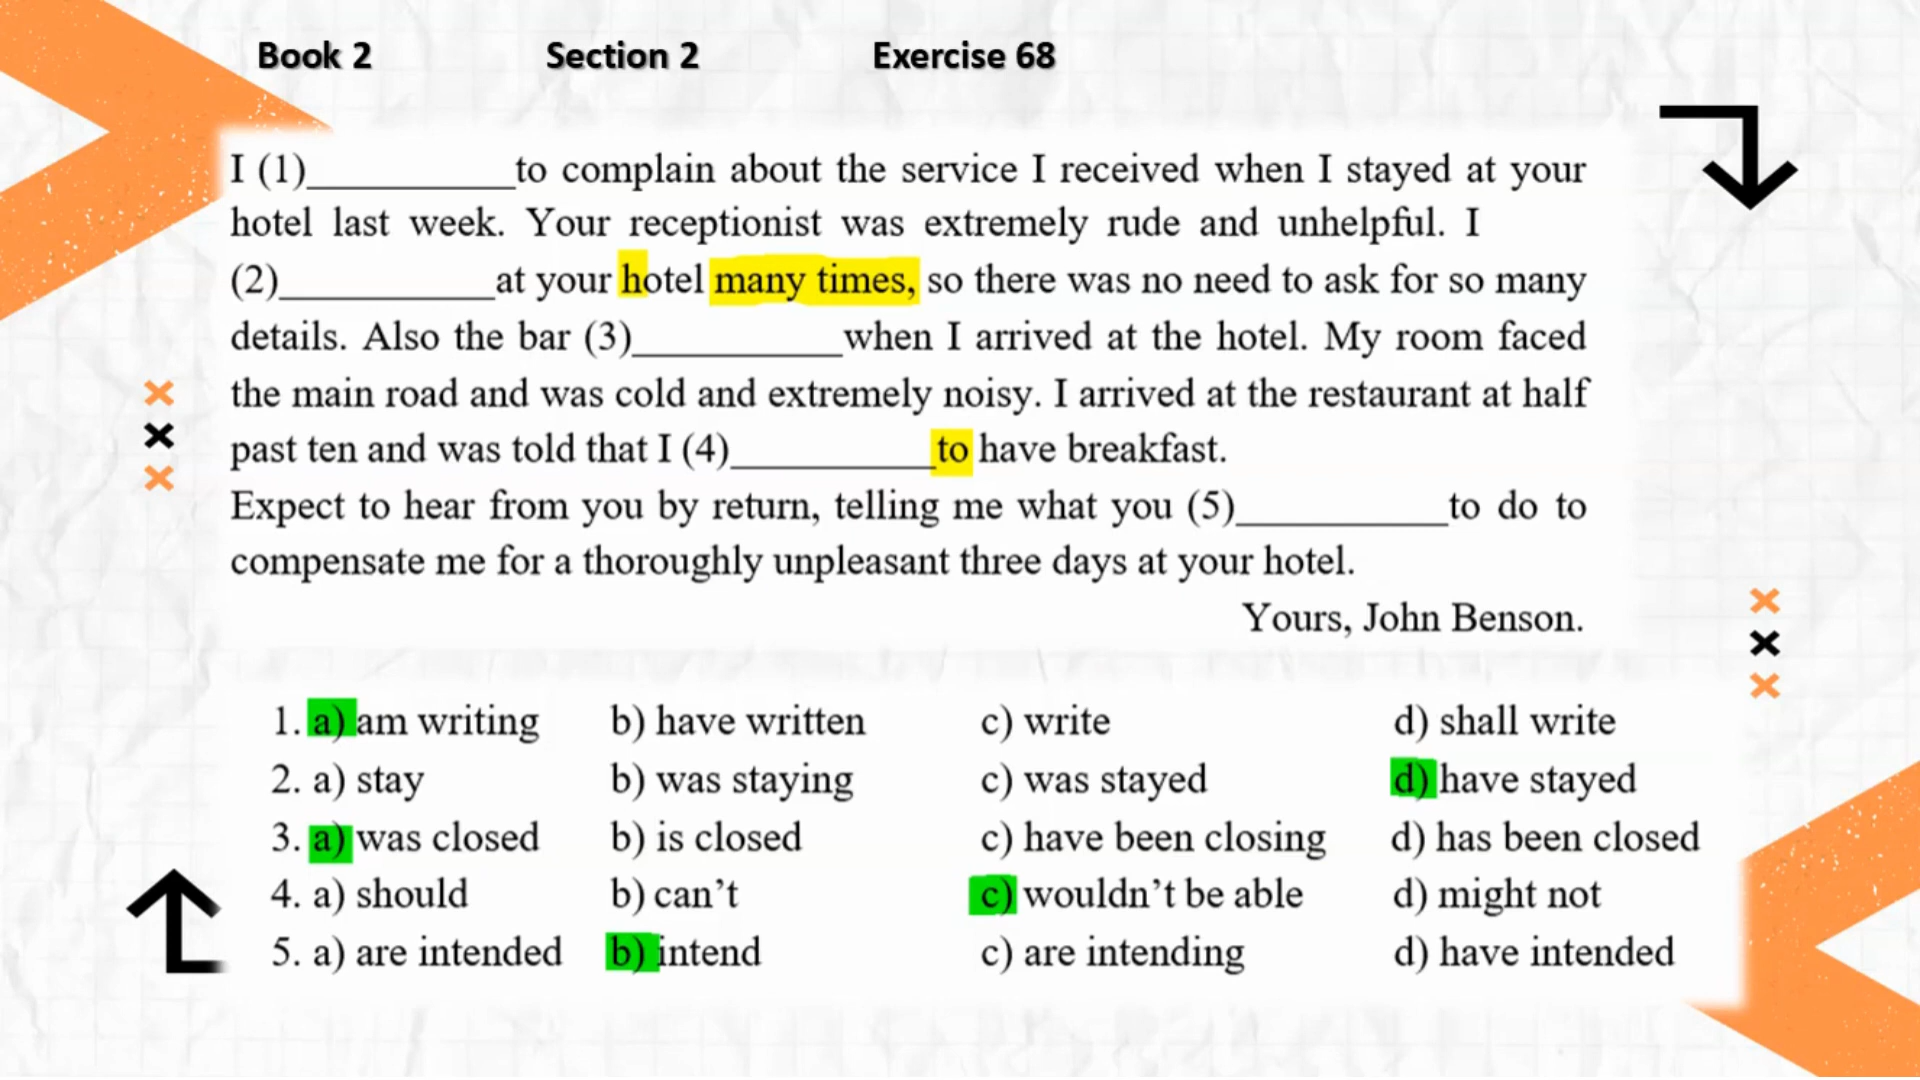 Book 2 Section 2 Exercise 68
I (1)___________to complain about the service I received when I stayed at your
hotel last week. Your receptionist was extremely rude and unhelpful. I
(2)___________at your hotel many times, so there was no need to ask for so many
details. Also the bar (3)___________when I arrived at the hotel. My room faced
the main road and was cold and extremely noisy. I arrived at the restaurant at half
past ten and was told that I (4)___________to have breakfast.
Expect to hear from you by return, telling me what you (5)___________to do to
compensate me for a thoroughly unpleasant three days at your hotel.
Yours, John Benson.
1. a) am writing b) have written c) write d) shall write
2. a) stay b) was staying c) was stayed d) have stayed
3. a) was closed b) is closed c) have been closing d) has been closed
4. a) should b) can’t c) wouldn’t be able d) might not
5. a) are intended b) intend c) are intending d) have intended